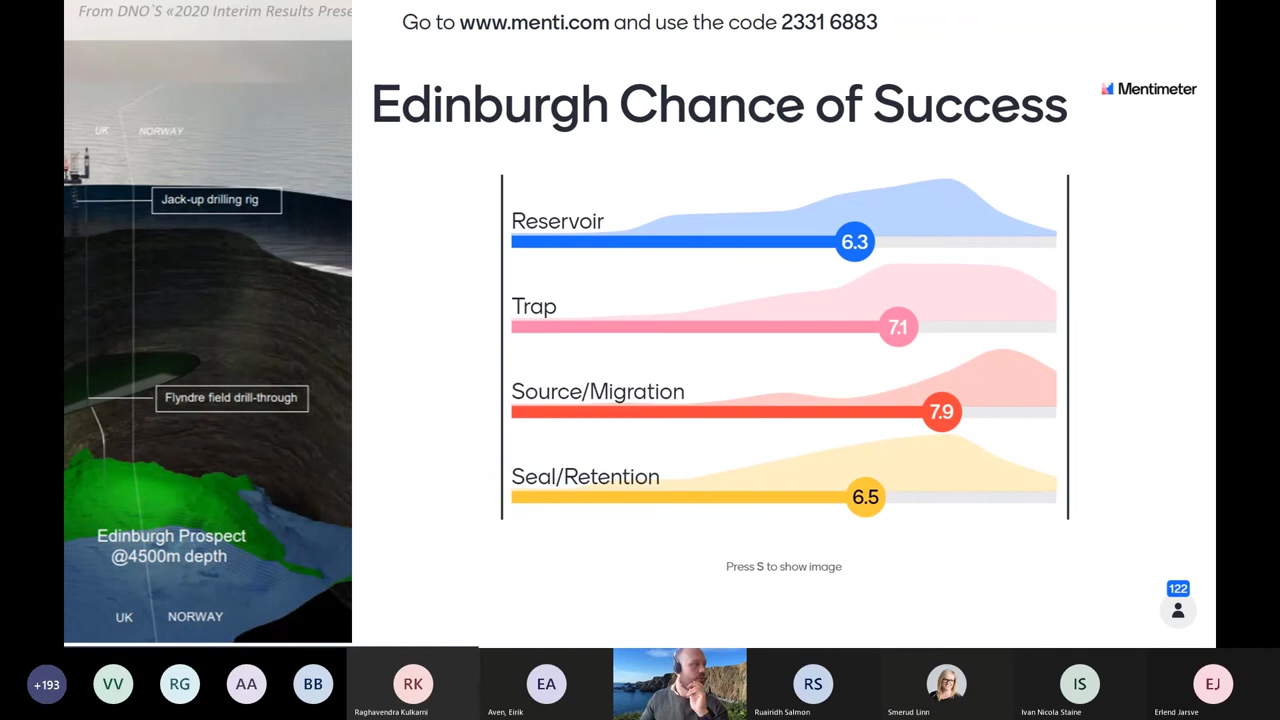 From DNO`S «2020 Interim Results Prese
UK
NORWAY
Jack-up drilling rig
Flyndre field drill-through
Edinburgh Prospect
@4500m depth
UK
NORWAY
Go to www.menti.com and use the code 2331 6883
Edinburgh Chance of Success
Mentimeter
Reservoir
6.3
Trap
7.1
Source/Migration
7.9
Seal/Retention
6.5
Press S to show image
122
+193
VV
RG
AA
BB
RK
Raghavendra Kulkarni
EA
Aven, Eirik
RS
Ruairidh Salmon
Smerud Linn
IS
Ivan Nicola Staine
EJ
Erlend Jarsve